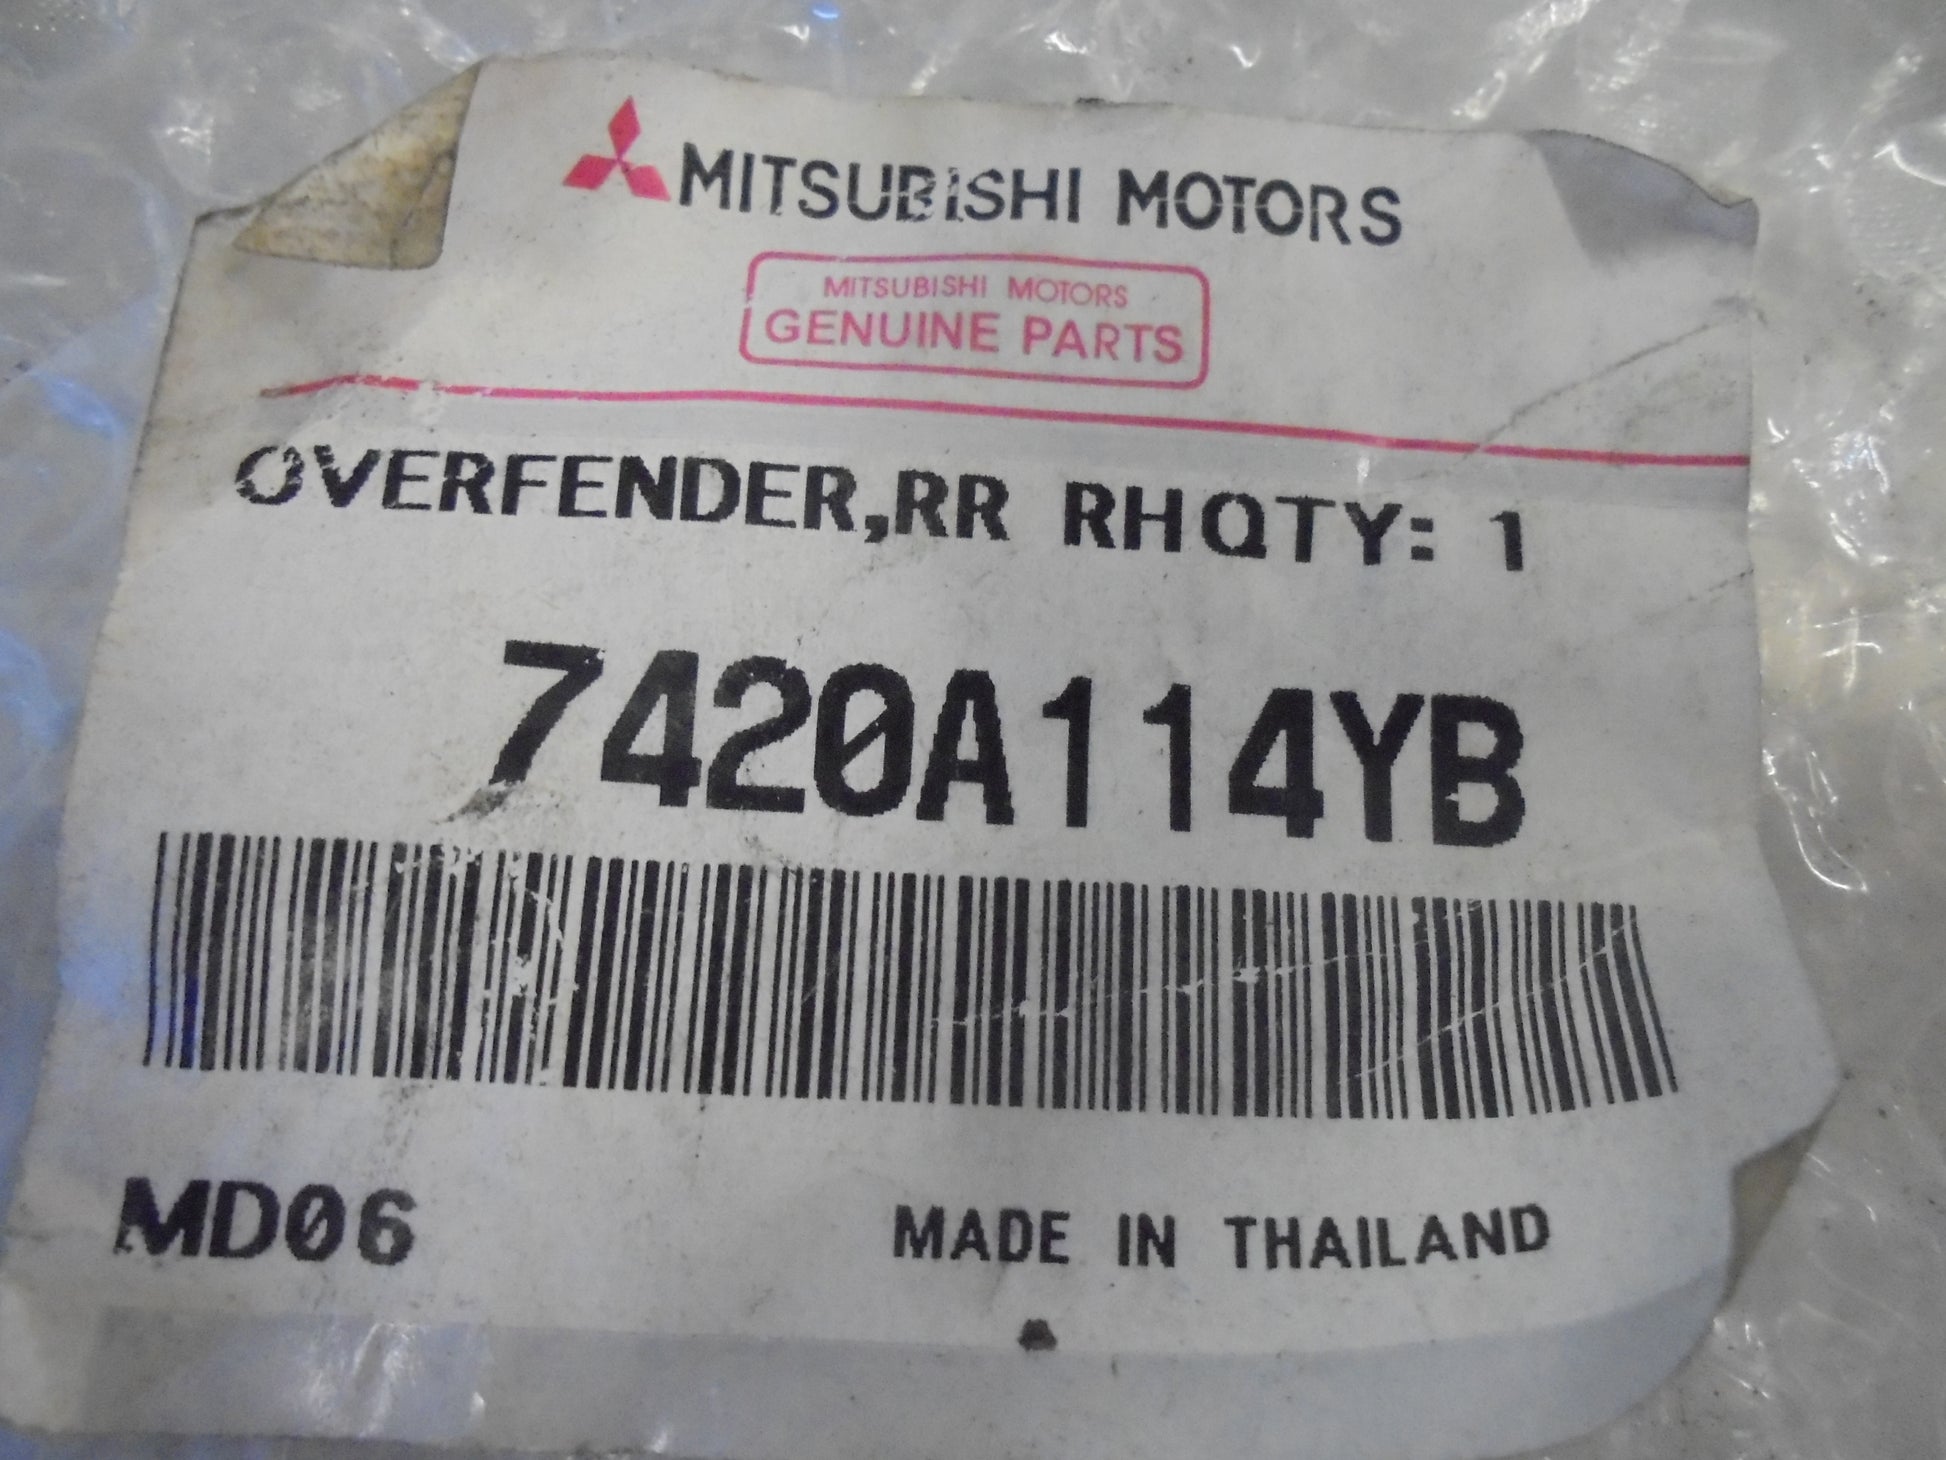 MITSUBISHI MOTORS
MITSUBISHI MOTORS
GENUINE PARTS
OVERFENDER,RR RHQTY: 1
7420A114YB
MD06 MADE IN THAILAND